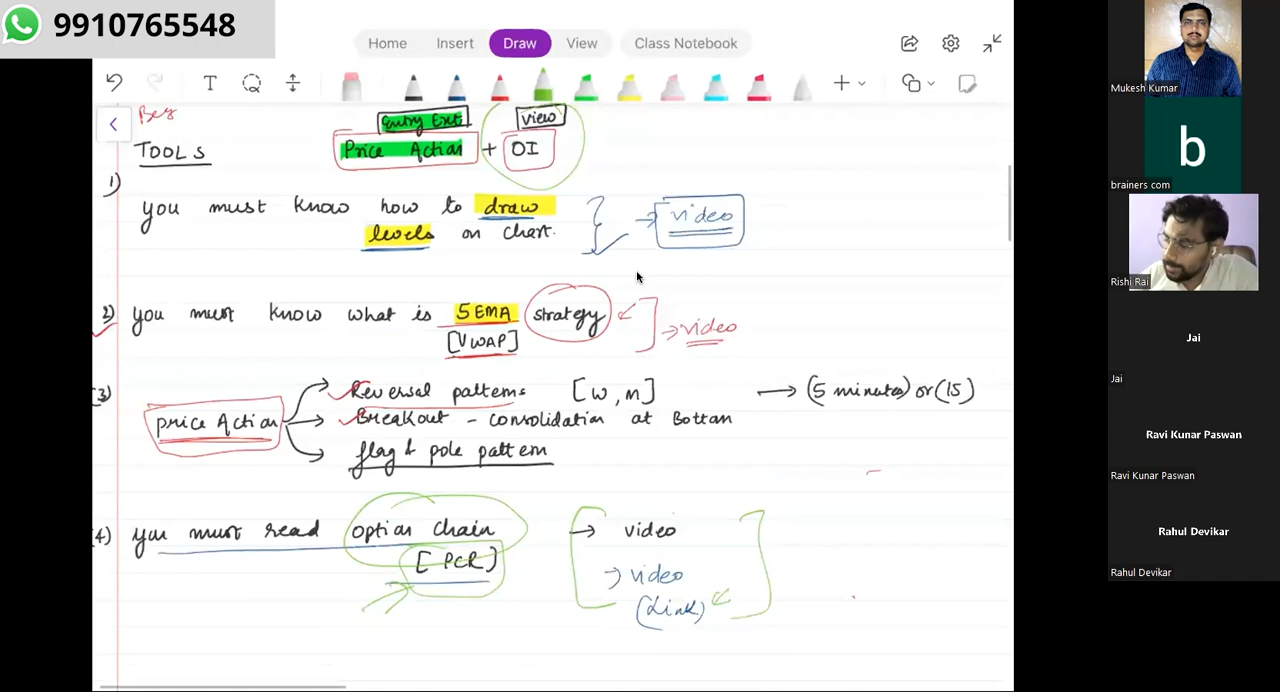 9910765548
Home Insert Draw View Class Notebook
Mukesh Kumar
b
brainers com
Rishi Rai
Jai
Jai
Ravi Kunar Paswan
Ravi Kunar Paswan
Rahul Devikar
Rahul Devikar
Beg
Entry Exit View
TOOLS Price Action + OI
1)
you must know how to draw
levels on chart. } → [video]
2) you must know what is 5 EMA strategy
[VWAP] ] → video
(3) Reversal patterns [W, M] → (5 minutes) or (15)
price Action → Breakout - consolidation at Bottam
flag & pole pattern
(4) you must read option chain → video
[PCR] → video
(Link)